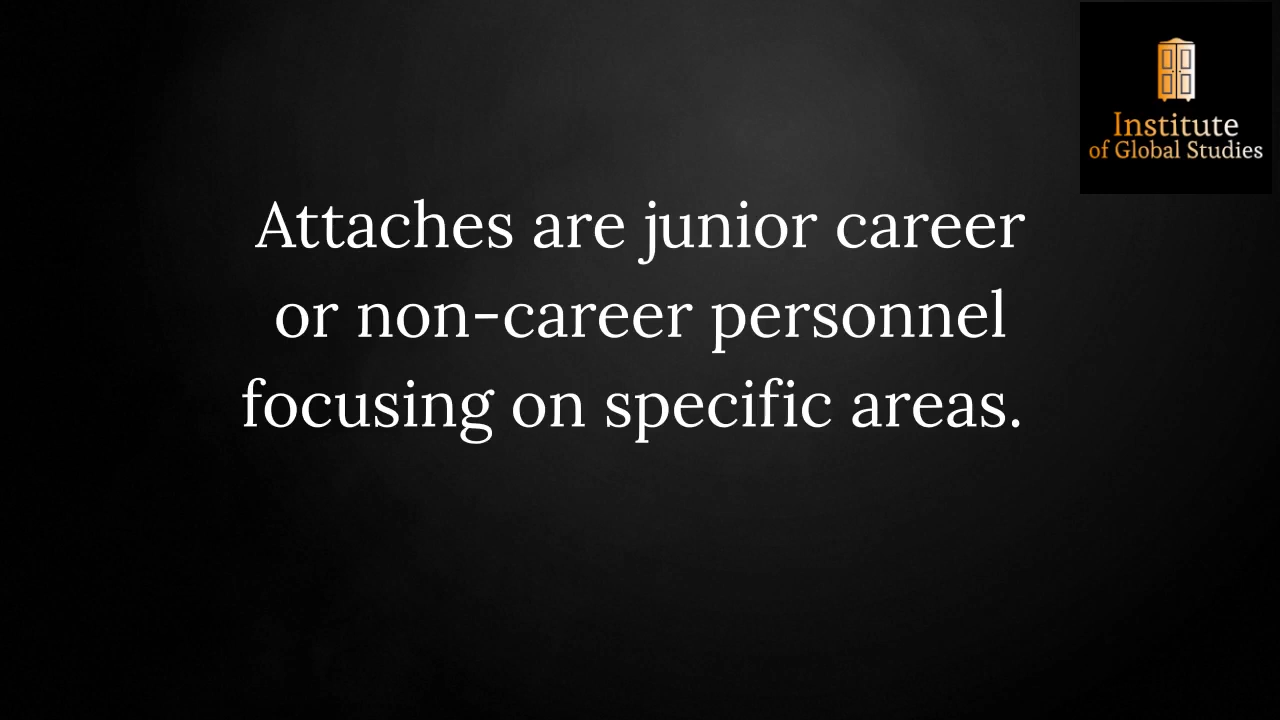 Institute
of Global Studies
Attaches are junior career
or non-career personnel
focusing on specific areas.